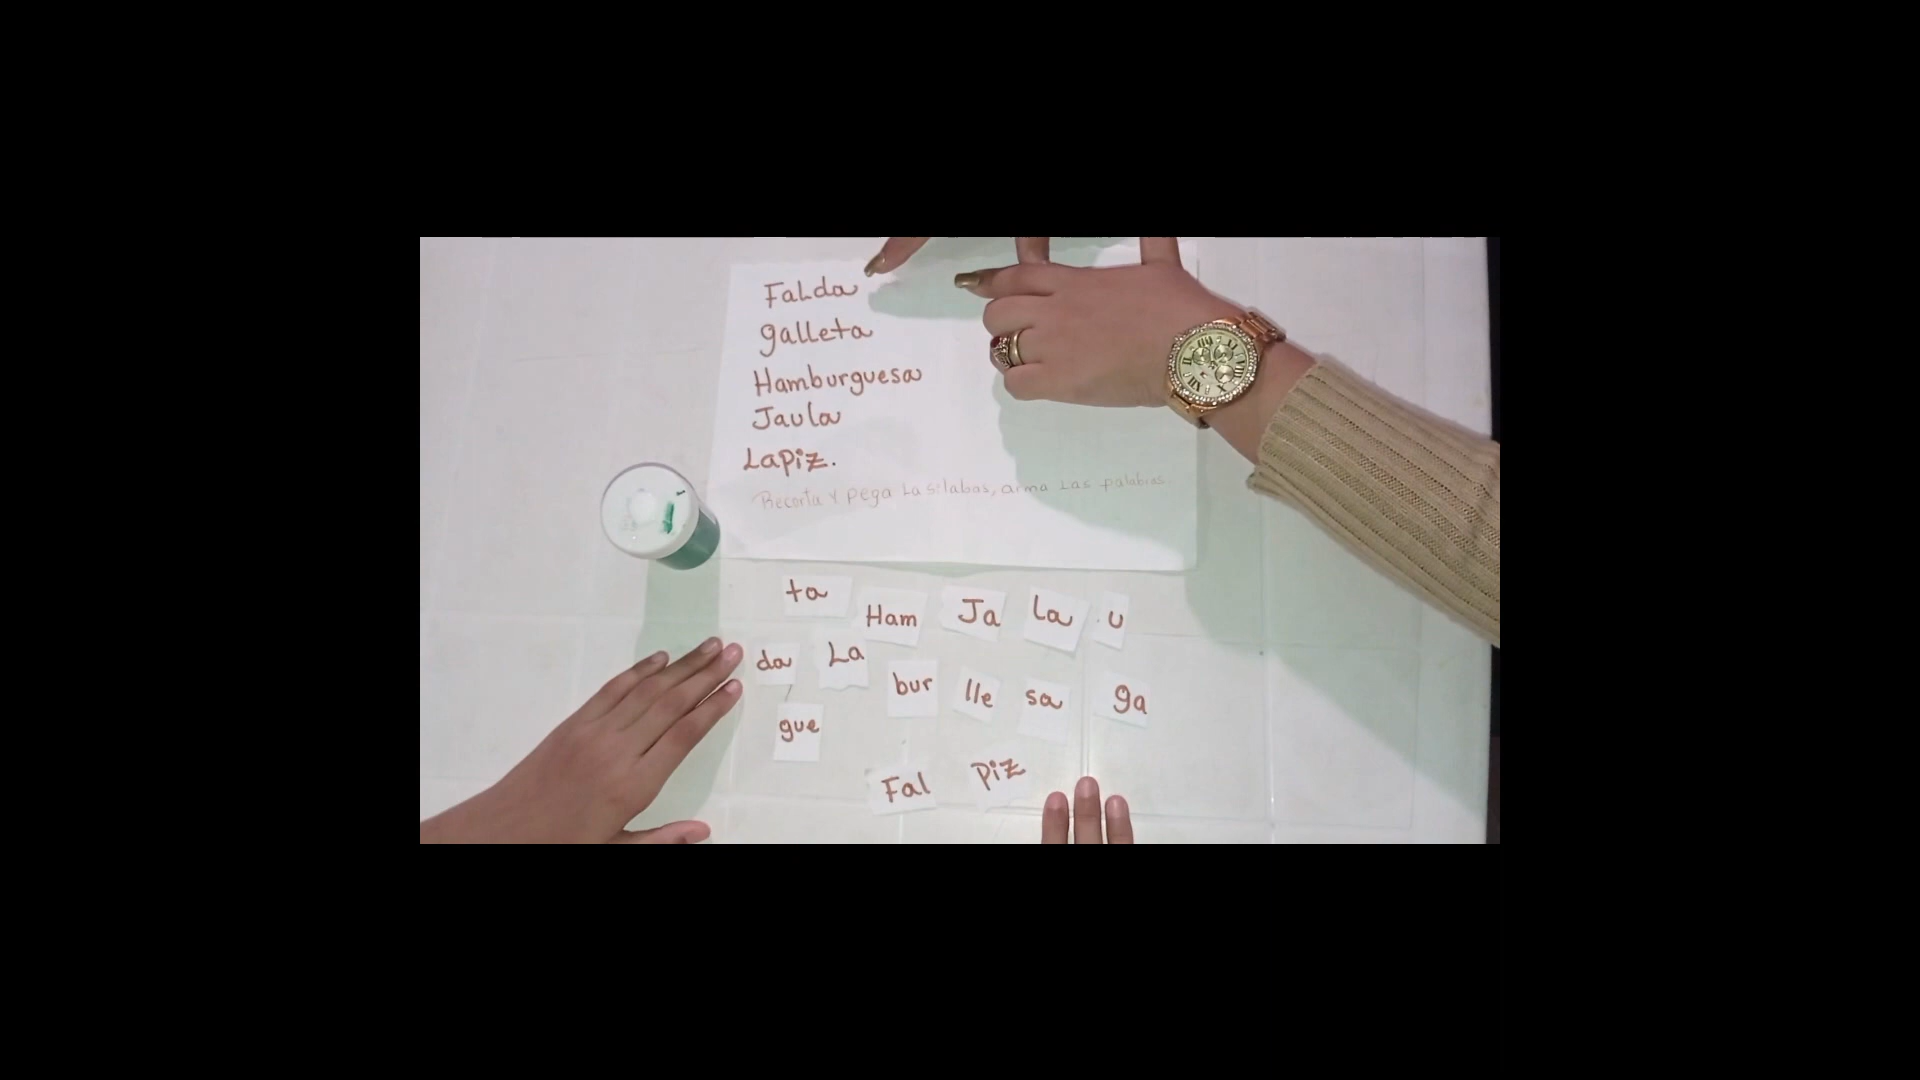 Falda
galleta
Hamburguesa
Jaula
Lapiz.
Recorta y pega La silabas, arma Las palabras
ta Ham Ja la u
da La bur lle sa ga
gue
Fal piz